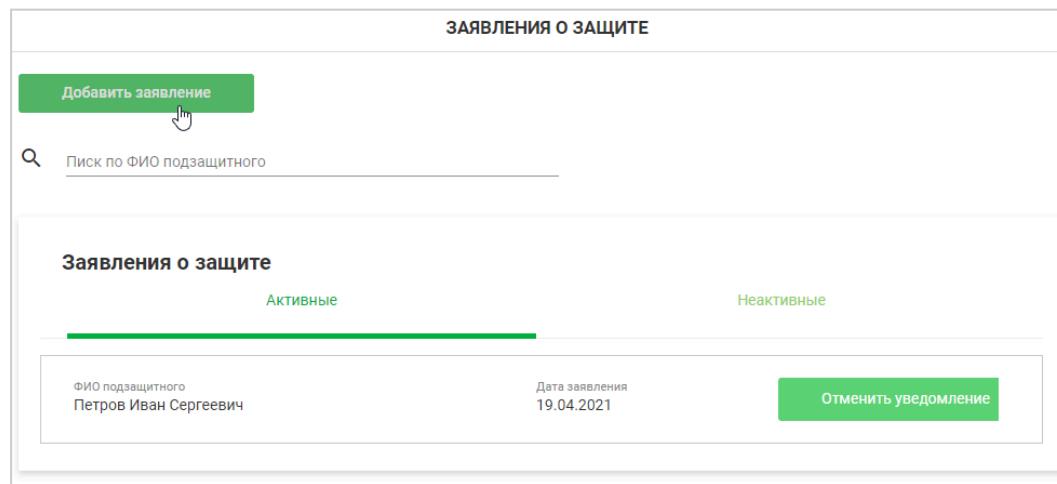 ЗАЯВЛЕНИЯ О ЗАЩИТЕ
Добавить заявление
Писк по ФИО подзащитного
Заявления о защите
Активные Неактивные
ФИО подзащитного Дата заявления
Петров Иван Сергеевич 19.04.2021 Отменить уведомление